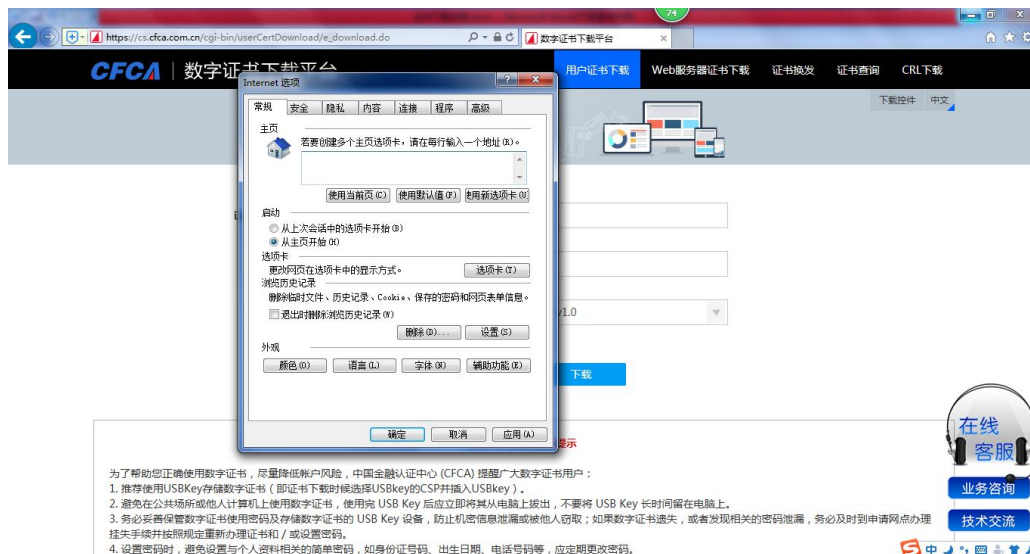 74
https://cs.cfca.com.cn/cgi-bin/userCertDownload/e_download.do
数字证书下载平台
CFCA 数字证书下载平台
用户证书下载 Web服务器证书下载 证书换发 证书查询 CRL下载
下载控件 中文
Internet 选项
常规 安全 隐私 内容 连接 程序 高级
主页
若要创建多个主页选项卡，请在每行输入一个地址(R)。
使用当前页(C) 使用默认值(F) 使用新选项卡(U)
启动
从上次会话中的选项卡开始(B)
从主页开始(H)
选项卡
更改网页在选项卡中的显示方式。 选项卡(T)
浏览历史记录
删除临时文件、历史记录、Cookie、保存的密码和网页表单信息。
退出时删除浏览历史记录(W)
删除(D)... 设置(S)
外观
颜色(O) 语言(L) 字体(N) 辅助功能(E)
确定 取消 应用(A)
v1.0
下载
提示
为了帮助您正确使用数字证书，尽量降低帐户风险，中国金融认证中心 (CFCA) 提醒广大数字证书用户：
1. 推荐使用USBKey存储数字证书（即证书下载时候选择USBkey的CSP并插入USBkey）。
2. 避免在公共场所或他人计算机上使用数字证书，使用完 USB Key 后应立即将其从电脑上拔出，不要将 USB Key 长时间留在电脑上。
3. 务必妥善保管数字证书使用密码及存储数字证书的 USB Key 设备，防止机密信息泄漏或被他人窃取；如果数字证书遗失，或者发现相关的密码泄漏，务必及时到申请网点办理
挂失手续并按照规定重新办理证书和 / 或设置密码。
4. 设置密码时，避免设置与个人资料相关的简单密码，如身份证号码、出生日期、电话号码等，应定期更改密码。
在线
客服
业务咨询
技术交流
中